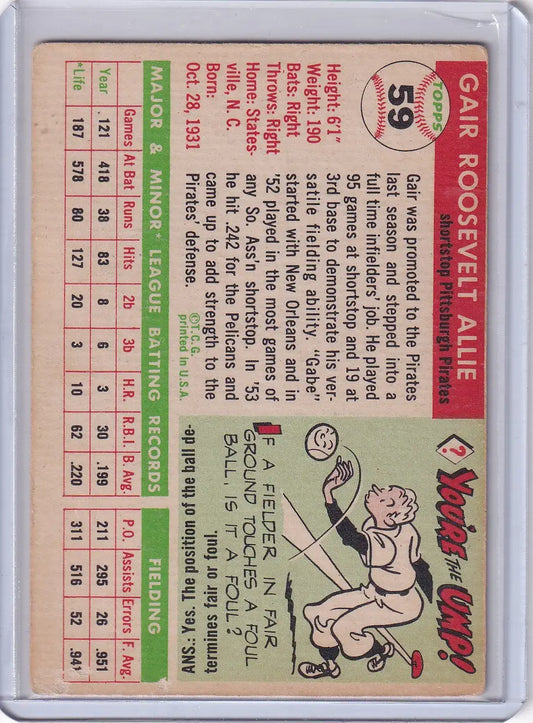 TOPPS
59
GAIR ROOSEVELT ALLIE
shortstop Pittsburgh Pirates
Height: 6'1"
Weight: 190
Bats: Right
Throws: Right
Home: States-
ville, N. C.
Born:
Oct. 28, 1931
Gair was promoted to the Pirates
last season and stepped into a
full time infielders' job. He played
95 games at shortstop and 19 at
3rd base to demonstrate his ver-
satile fielding ability. "Gabe"
started with New Orleans and in
'52 played in the most games of
any So. Ass'n shortstop. In '53
he hit .242 for the Pelicans and
came up to add strength to the
Pirates' defense.
©T.C.G.
printed in U.S.A.
?
YOU'RE THE UMP!
IF A FIELDER IN FAIR
GROUND TOUCHES A FOUL
BALL, IS IT A FOUL?
ANS.: Yes. The position of the ball de-
termines fair or foul.
MAJOR & MINOR* LEAGUE BATTING RECORDS FIELDING
Games At Bat Runs Hits 2b 3b H.R. R.B.I. B. Avg. P.O. Assists Errors F. Avg.
Year .121 418 38 83 8 6 3 30 .199 211 295 26 .951
*Life 187 578 80 127 20 3 10 62 .220 311 516 52 .941